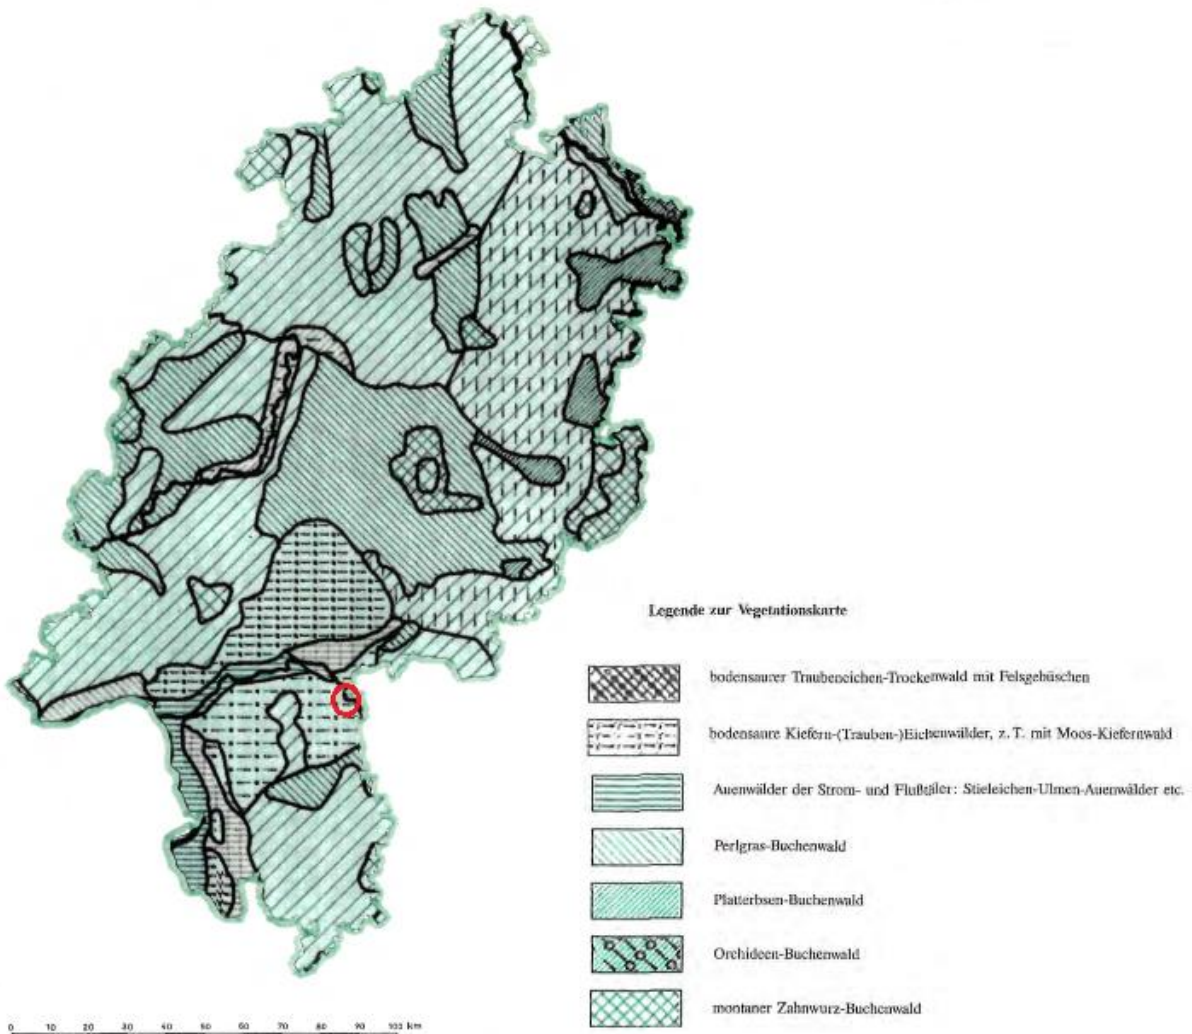 Legende zur Vegetationskarte
bodensaurer Traubeneichen-Trockenwald mit Felsgebüschen
bodensaure Kiefern-(Trauben-)Eichenwälder, z. T. mit Moos-Kiefernwald
Auenwälder der Strom- und Flußtäler: Stieleichen-Ulmen-Auenwälder etc.
Perlgras-Buchenwald
Platterbsen-Buchenwald
Orchideen-Buchenwald
montaner Zahnwurz-Buchenwald
0 10 20 30 40 50 60 70 80 90 100 km